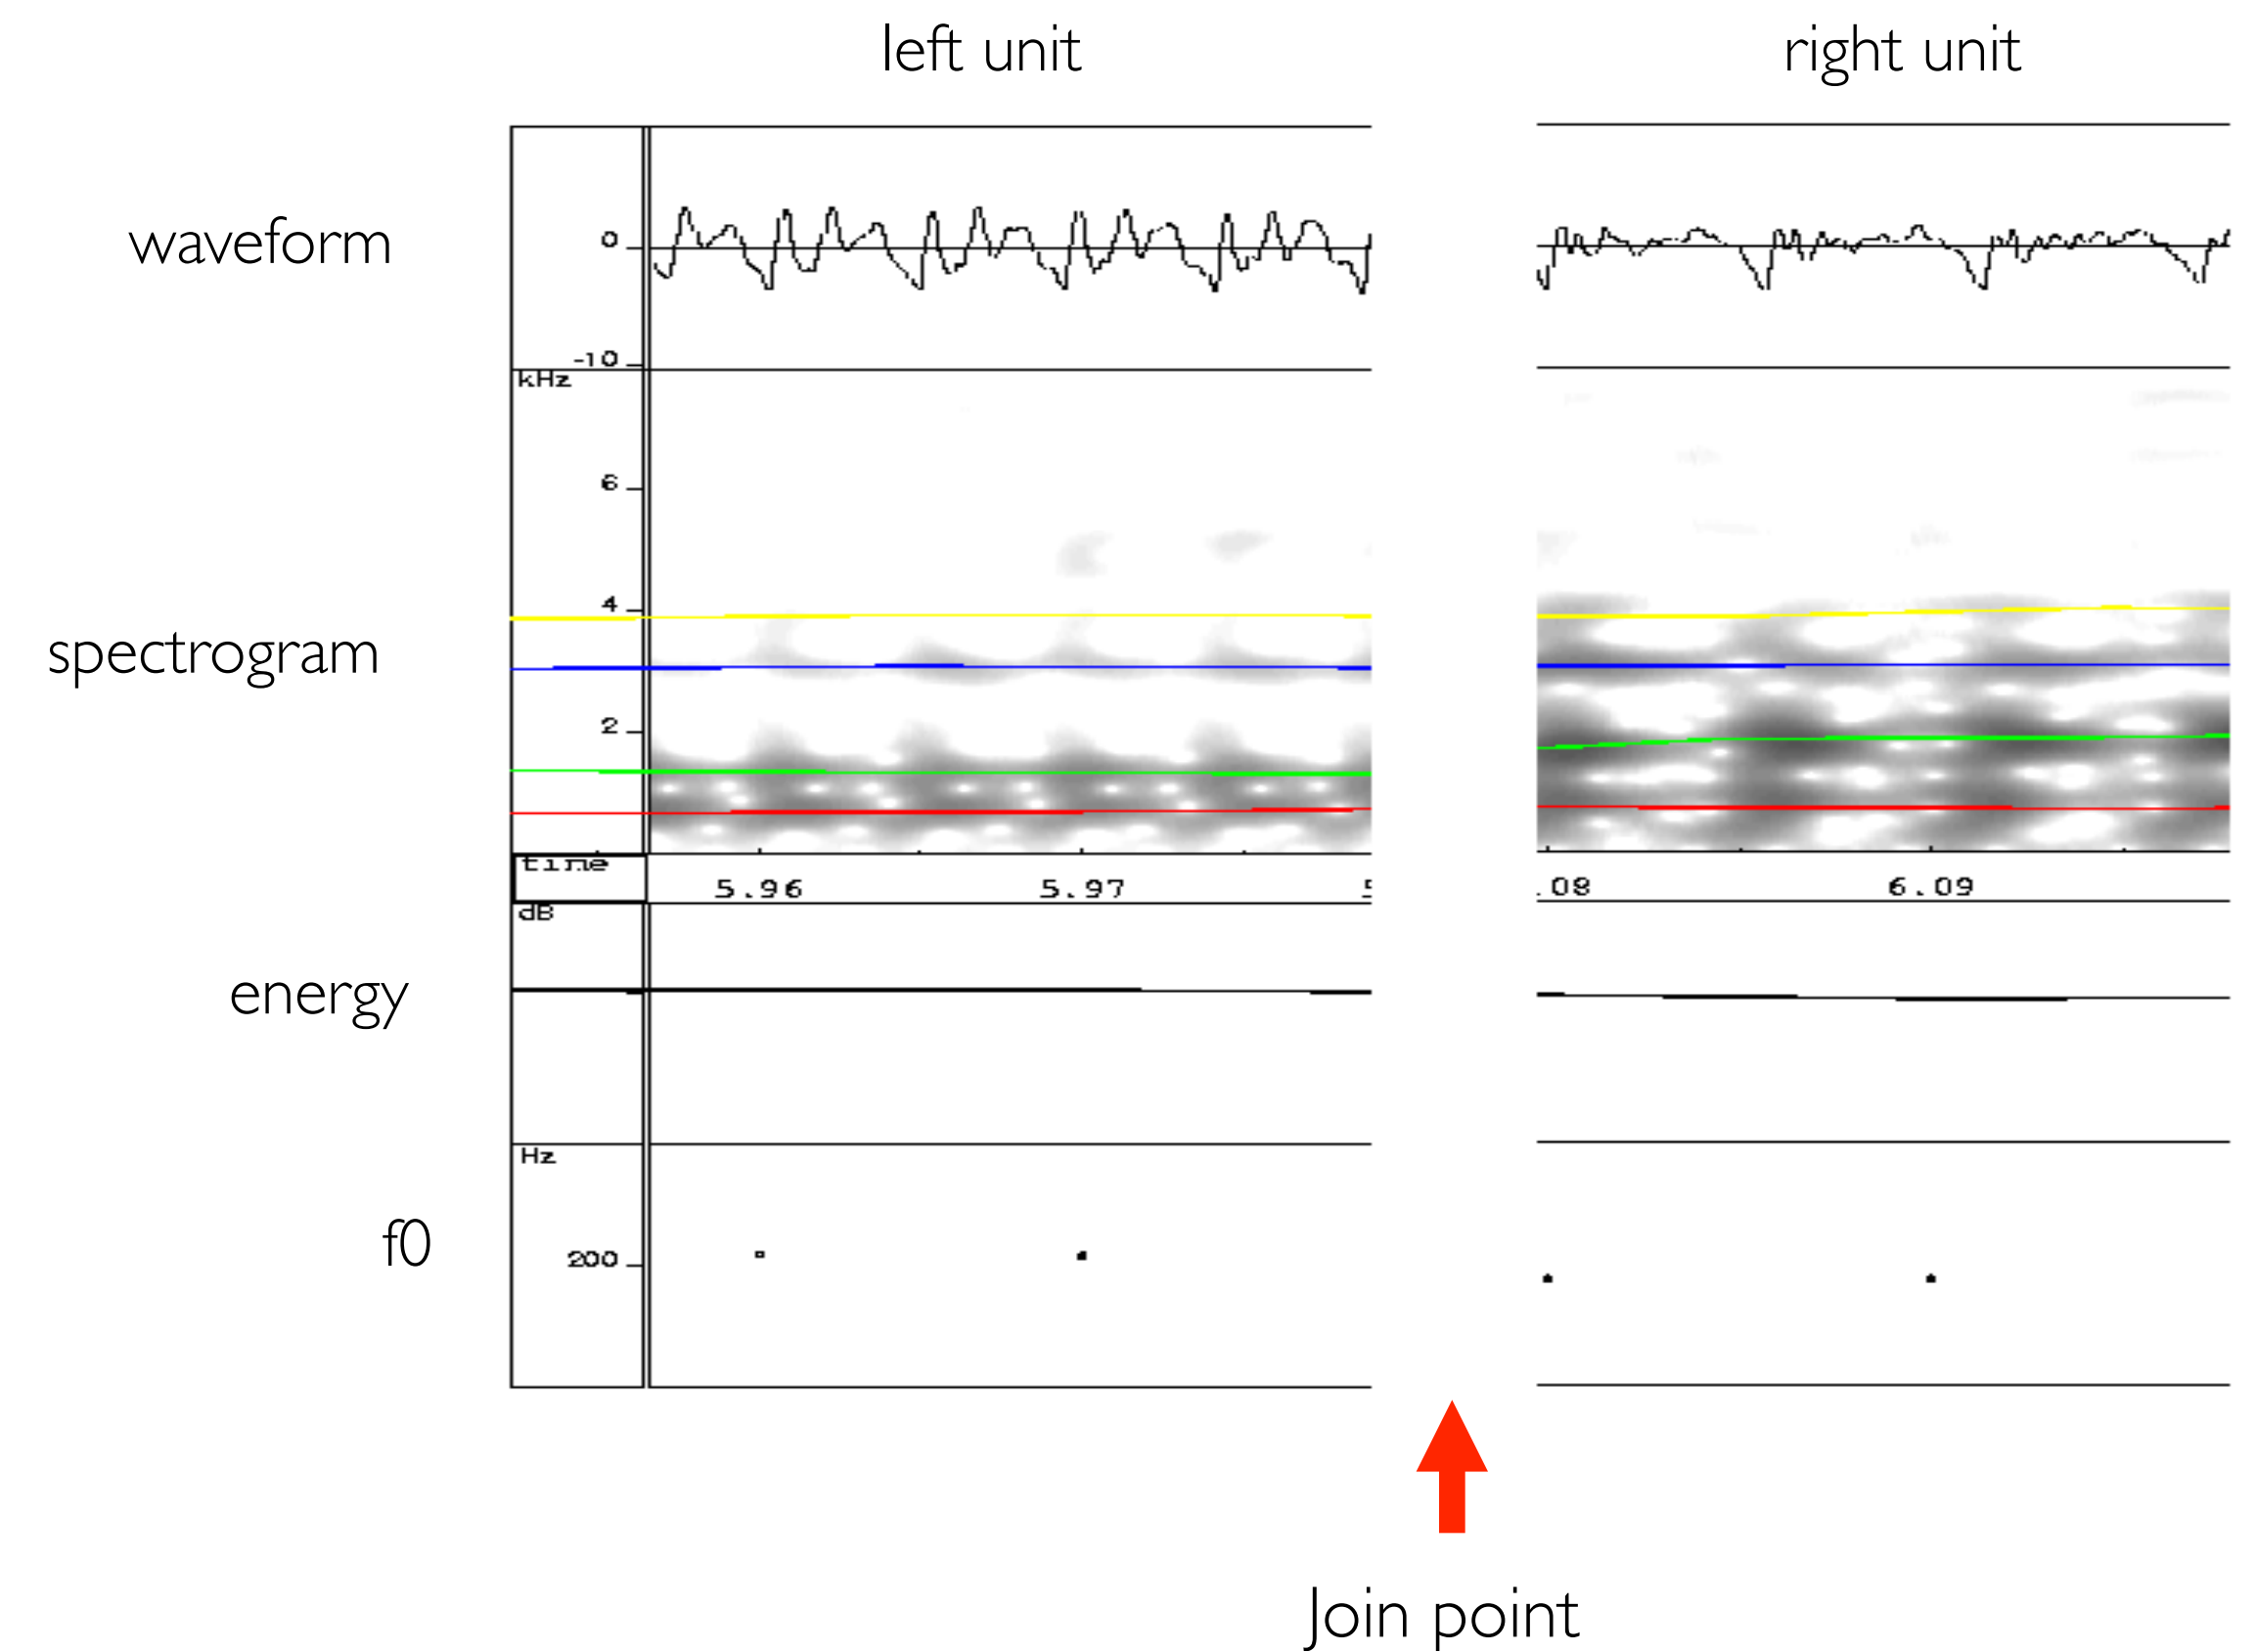 left unit
right unit
waveform
0
-10
kHz
6
4
spectrogram
2
time
5.96
5.97
5
.08
6.09
dB
energy
Hz
f0
200
Join point